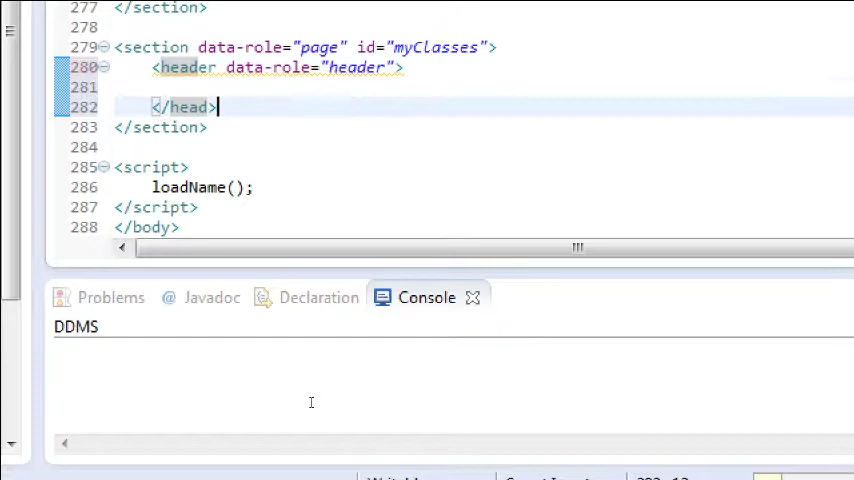 277 </section>
278
279 <section data-role="page" id="myClasses">
280 <header data-role="header">
281
282 </head>
283 </section>
284
285 <script>
286 loadName();
287 </script>
288 </body>
Problems @ Javadoc Declaration Console
DDMS